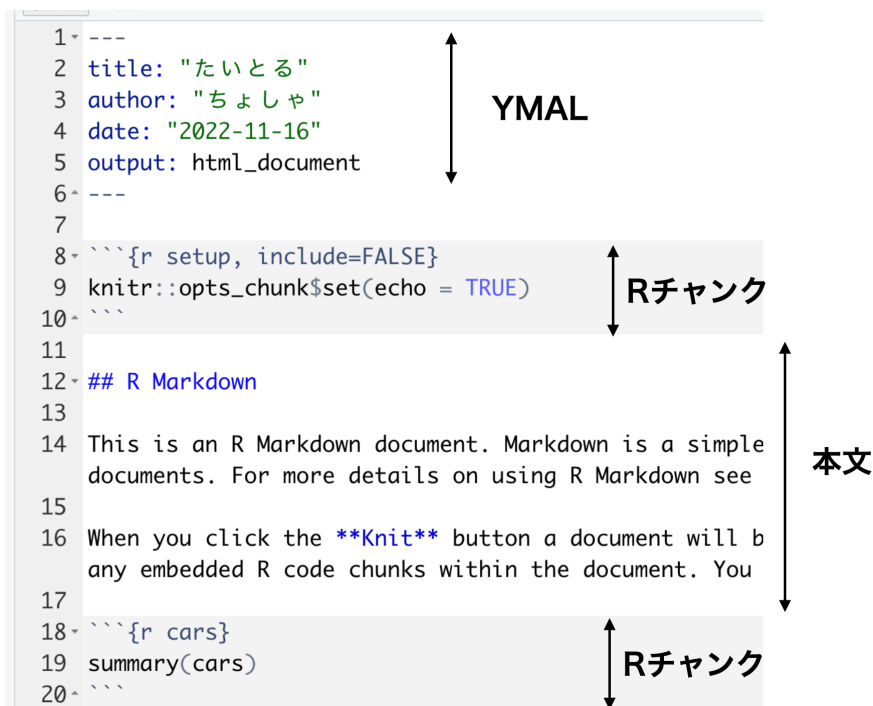 1 ---
2 title: "たいとる"
3 author: "ちょしゃ"
4 date: "2022-11-16"
5 output: html_document
6 ---
YMAL
7
8 ```{r setup, include=FALSE}
9 knitr::opts_chunk$set(echo = TRUE)
10 ```
Rチャンク
11
12 ## R Markdown
13
14 This is an R Markdown document. Markdown is a simple
documents. For more details on using R Markdown see
15
16 When you click the **Knit** button a document will b
any embedded R code chunks within the document. You
17
本文
18 ```{r cars}
19 summary(cars)
20 ```
Rチャンク